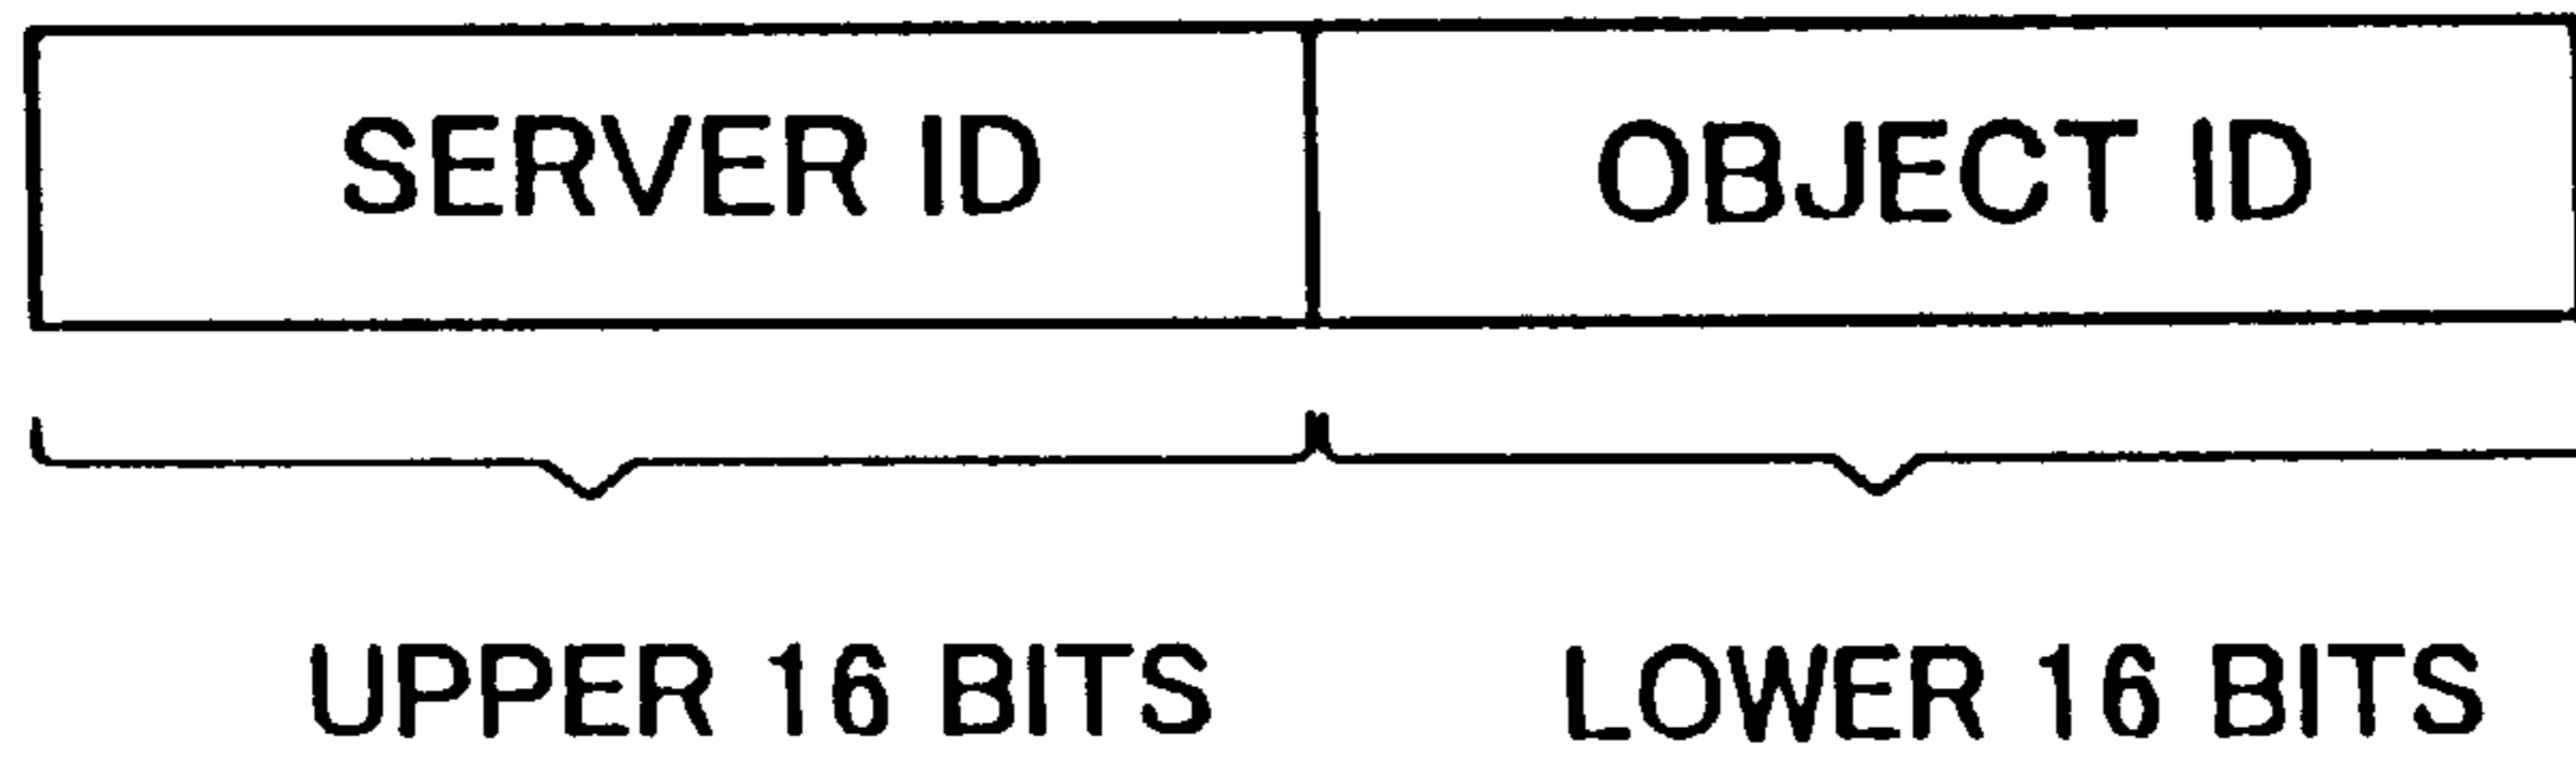 SERVER ID OBJECT ID
UPPER 16 BITS LOWER 16 BITS